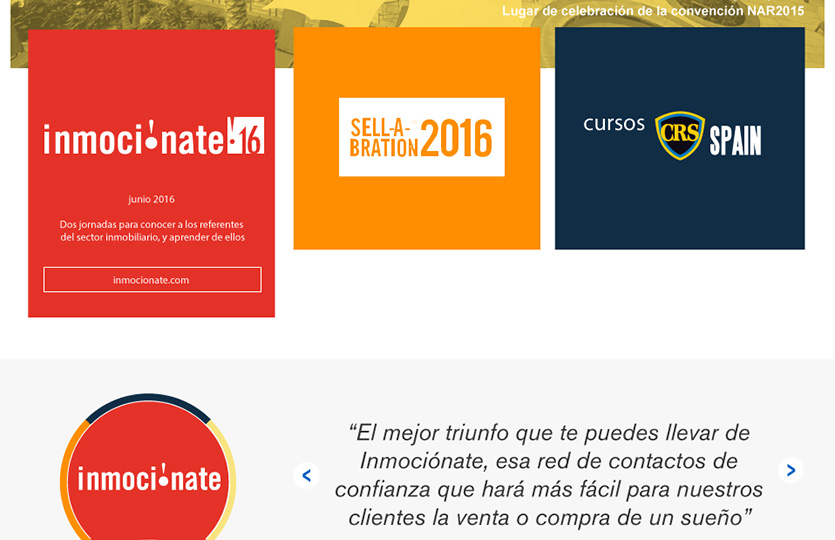 Lugar de celebración de la convención NAR2015
inmoci!nate !16
junio 2016
Dos jornadas para conocer a los referentes
del sector inmobiliario, y aprender de ellos
inmocionate.com
SELL-A-
BRATION 2016
cursos CRS SPAIN
inmoci!nate
“El mejor triunfo que te puedes llevar de
Inmociónate, esa red de contactos de
confianza que hará más fácil para nuestros
clientes la venta o compra de un sueño”